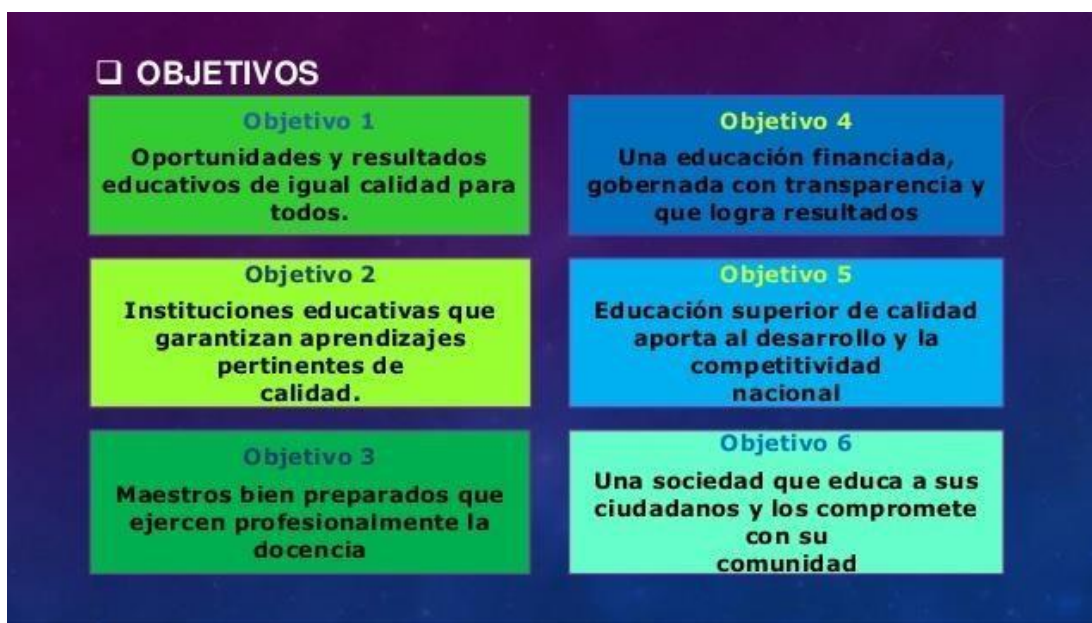 ❑ OBJETIVOS
Objetivo 1
Oportunidades y resultados
educativos de igual calidad para
todos.
Objetivo 2
Instituciones educativas que
garantizan aprendizajes
pertinentes de
calidad.
Objetivo 3
Maestros bien preparados que
ejercen profesionalmente la
docencia
Objetivo 4
Una educación financiada,
gobernada con transparencia y
que logra resultados
Objetivo 5
Educación superior de calidad
aporta al desarrollo y la
competitividad
nacional
Objetivo 6
Una sociedad que educa a sus
ciudadanos y los compromete
con su
comunidad